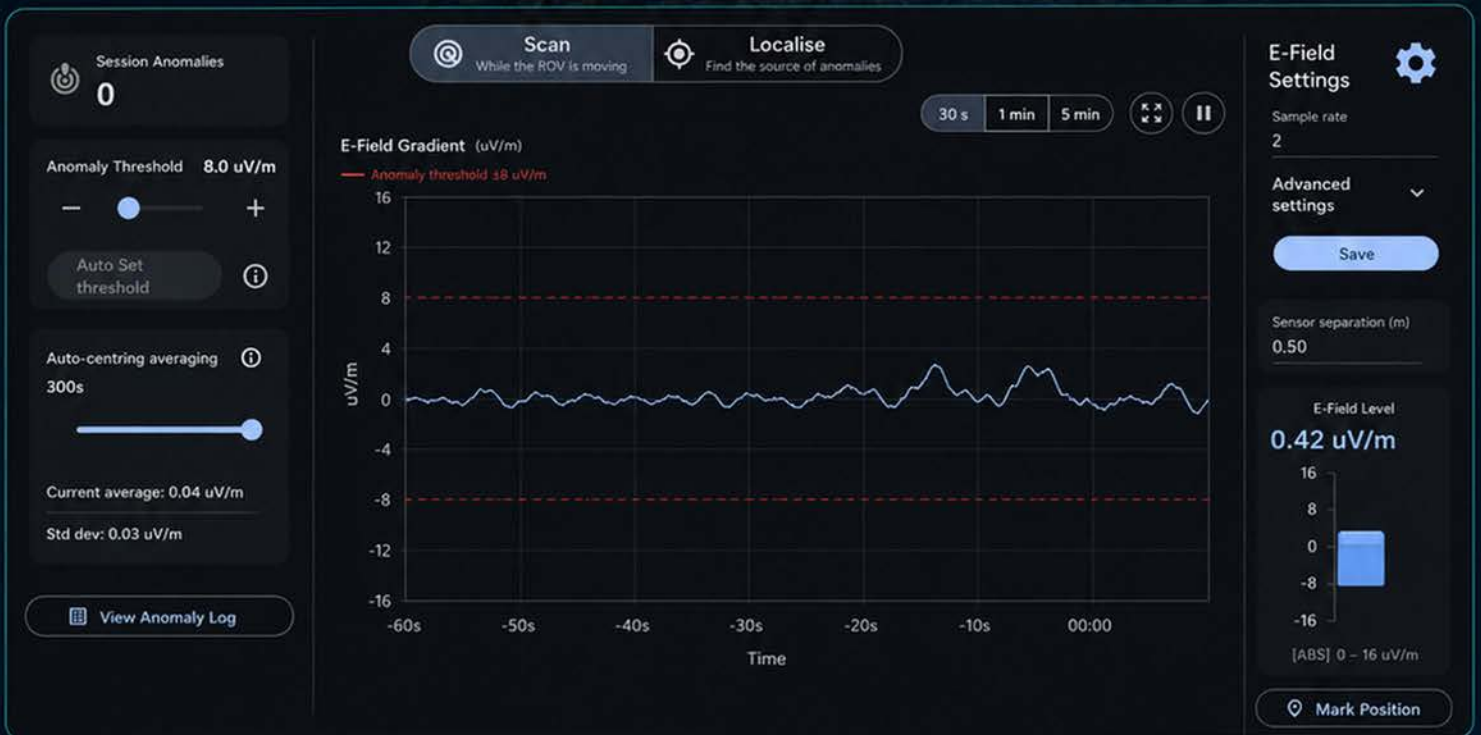 Session Anomalies
0
Anomaly Threshold 8.0 uV/m
Auto Set
threshold
Auto-centring averaging
300s
Current average: 0.04 uV/m
Std dev: 0.03 uV/m
View Anomaly Log
Scan
While the ROV is moving
Localise
Find the source of anomalies
30 s
1 min
5 min
E-Field Gradient (uV/m)
Anomaly threshold ±8 uV/m
16
12
8
4
0
-4
-8
-12
-16
uV/m
-60s
-50s
-40s
-30s
-20s
-10s
00:00
Time
E-Field
Settings
Sample rate
2
Advanced
settings
Save
Sensor separation (m)
0.50
E-Field Level
0.42 uV/m
16
8
0
-8
-16
[ABS] 0 – 16 uV/m
Mark Position